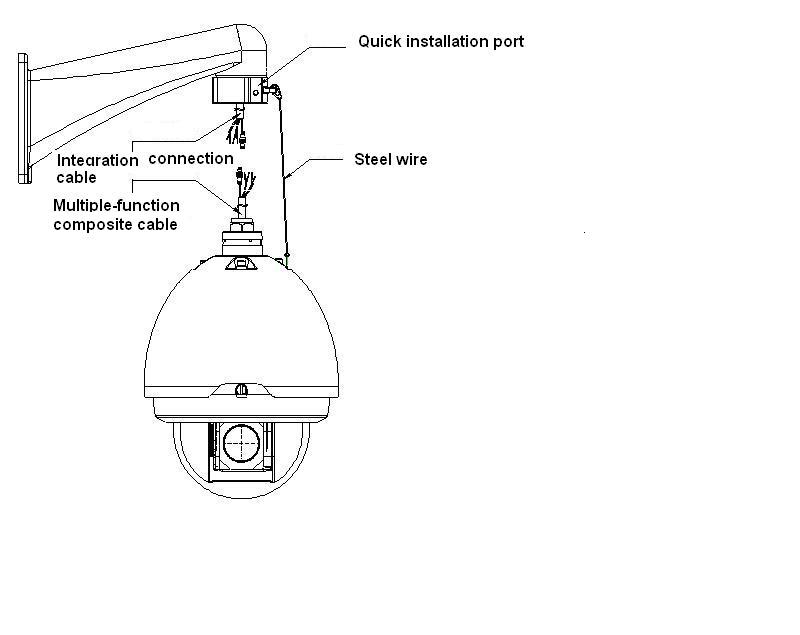 Quick installation port
Integration connection
cable
Steel wire
Multiple-function
composite cable